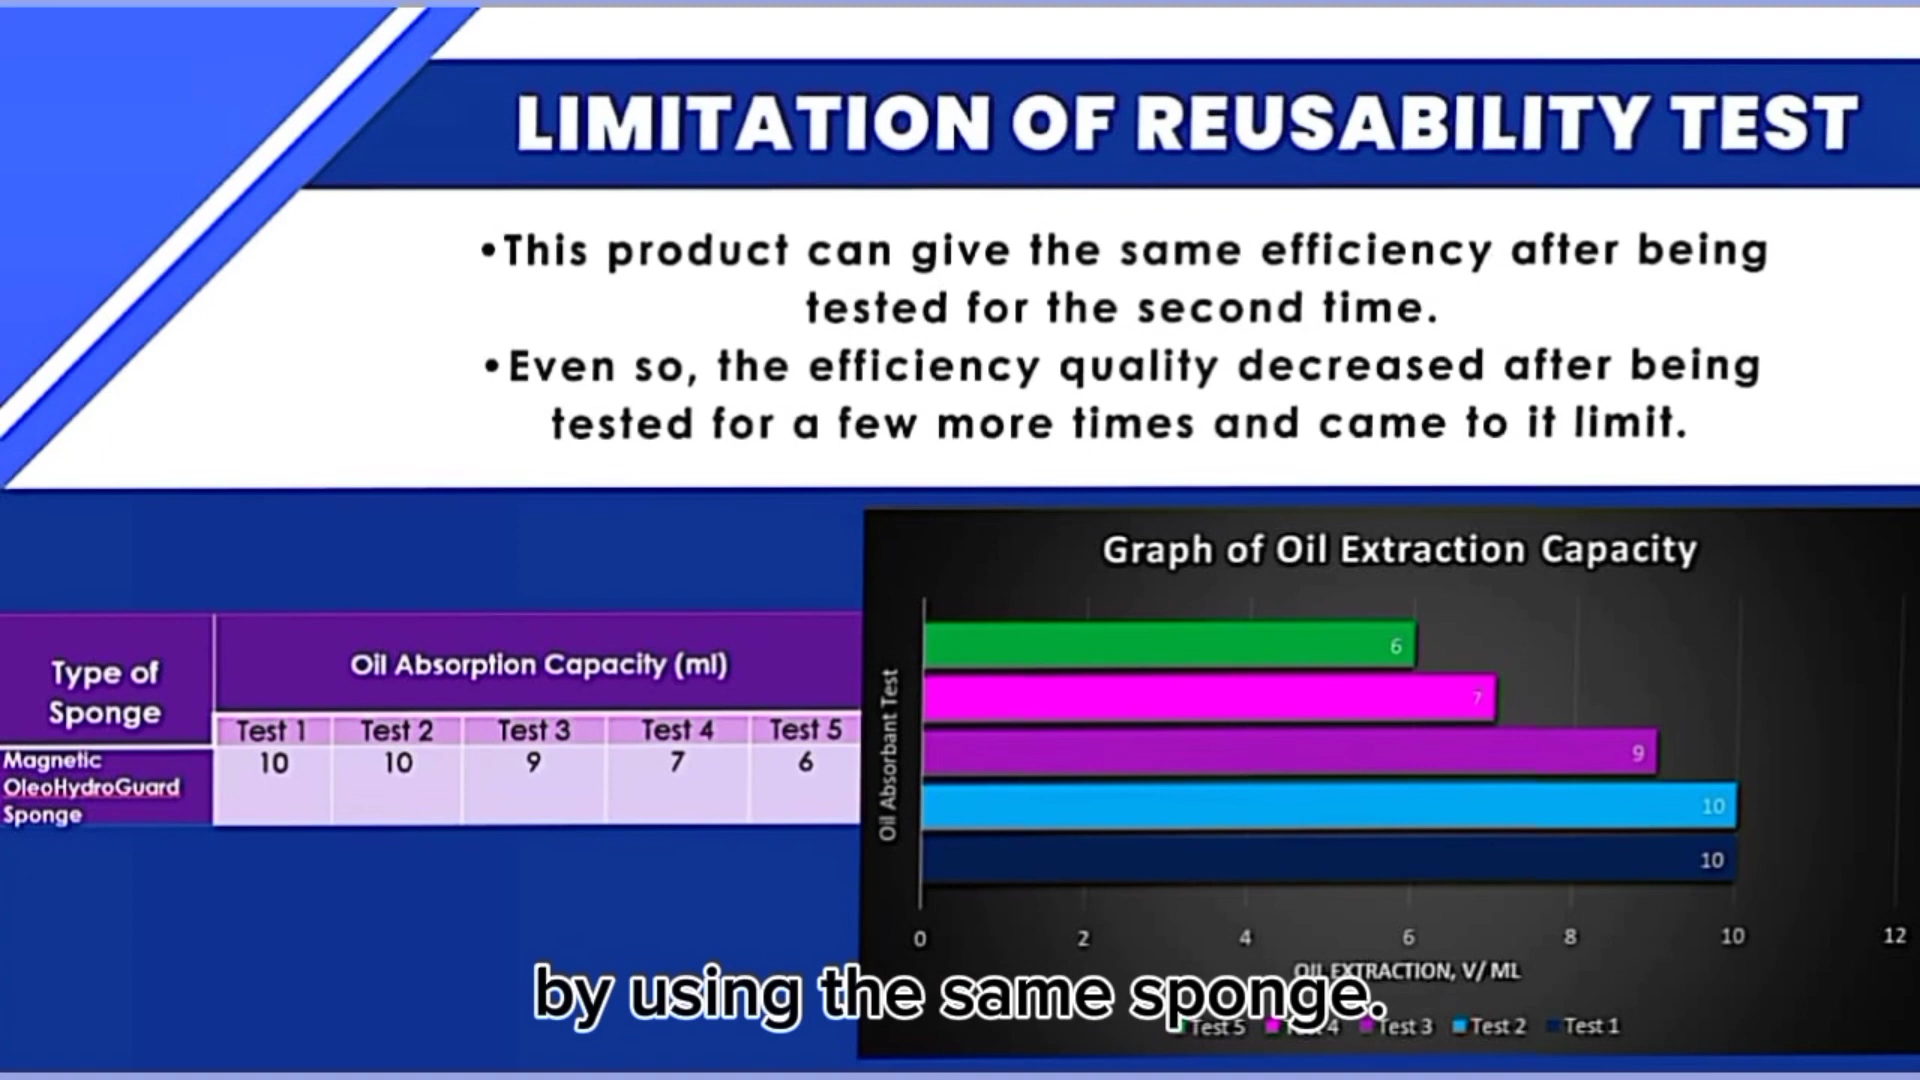 LIMITATION OF REUSABILITY TEST
•This product can give the same efficiency after being
tested for the second time.
•Even so, the efficiency quality decreased after being
tested for a few more times and came to it limit.
Type of
Sponge
Oil Absorption Capacity (ml)
Test 1 Test 2 Test 3 Test 4 Test 5
Magnetic
OleoHydroGuard
Sponge
10 10 9 7 6
Graph of Oil Extraction Capacity
Oil Absorbant Test
6
7
9
10
10
0 2 4 6 8 10 12
OIL EXTRACTION, V/ ML
by using the same sponge.
Test 5 4 Test 3 Test 2 Test 1